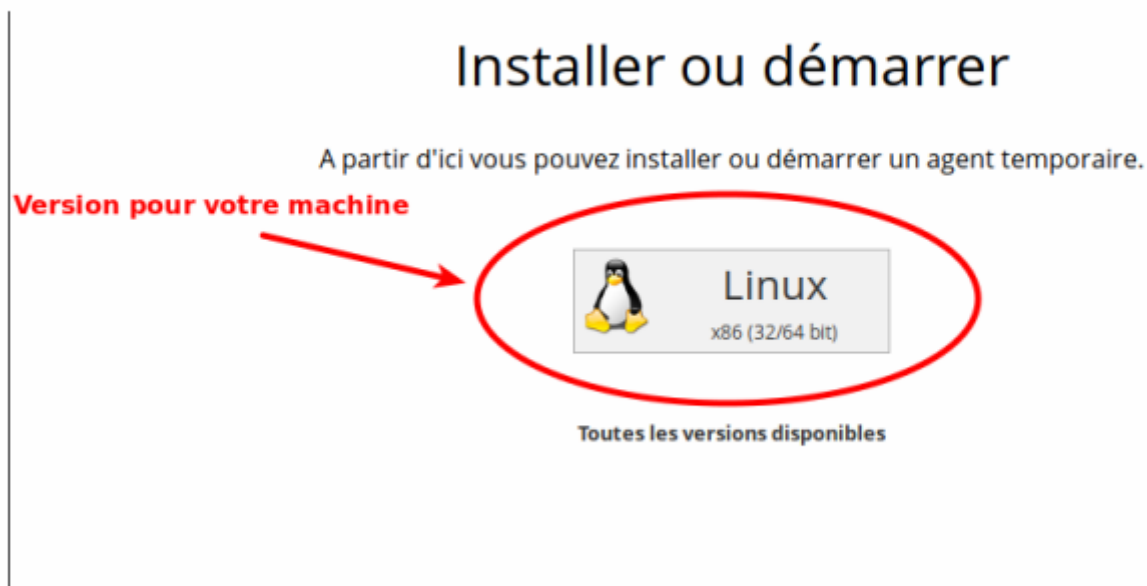 Installer ou démarrer
A partir d'ici vous pouvez installer ou démarrer un agent temporaire.
Version pour votre machine
Linux
x86 (32/64 bit)
Toutes les versions disponibles